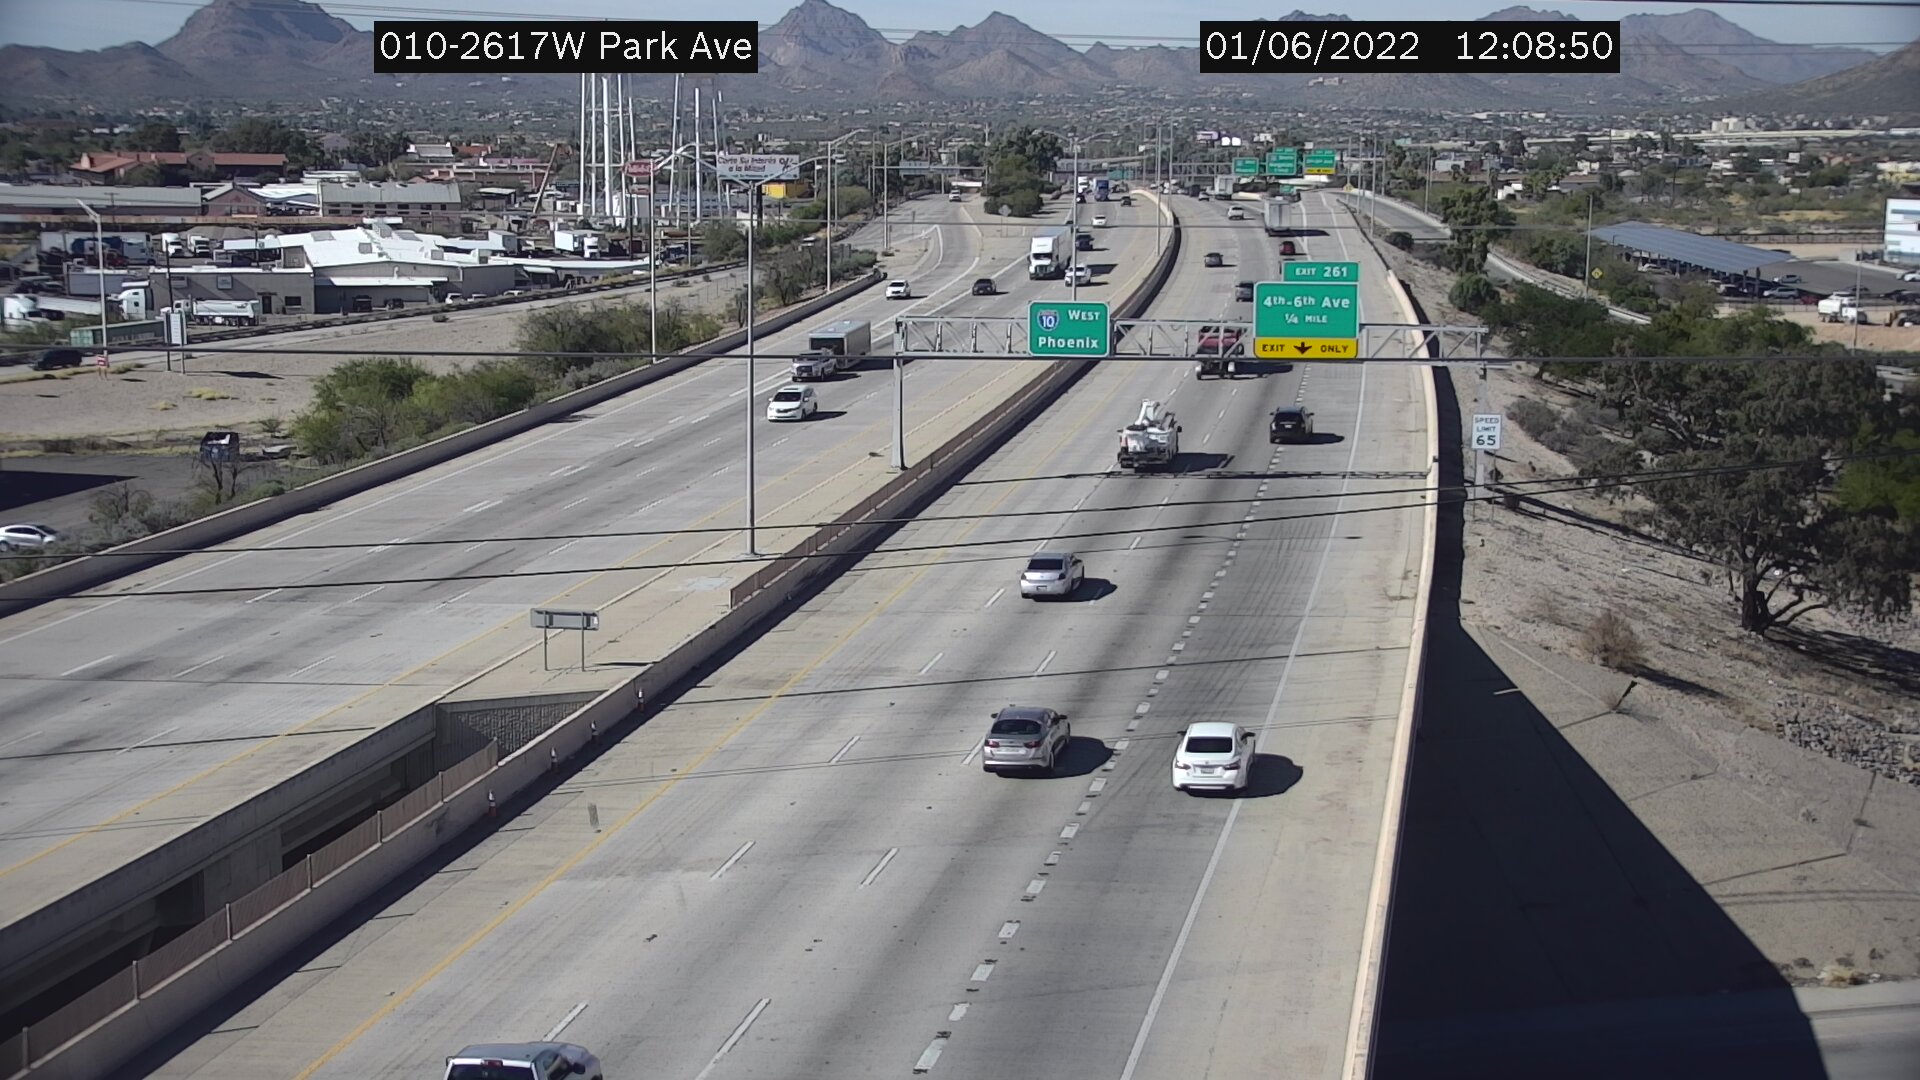 010-2617W Park Ave
01/06/2022 12:08:50
EXIT 261
4th-6th Ave
1/4 MILE
EXIT ONLY
10 WEST
Phoenix
SPEED
LIMIT
65